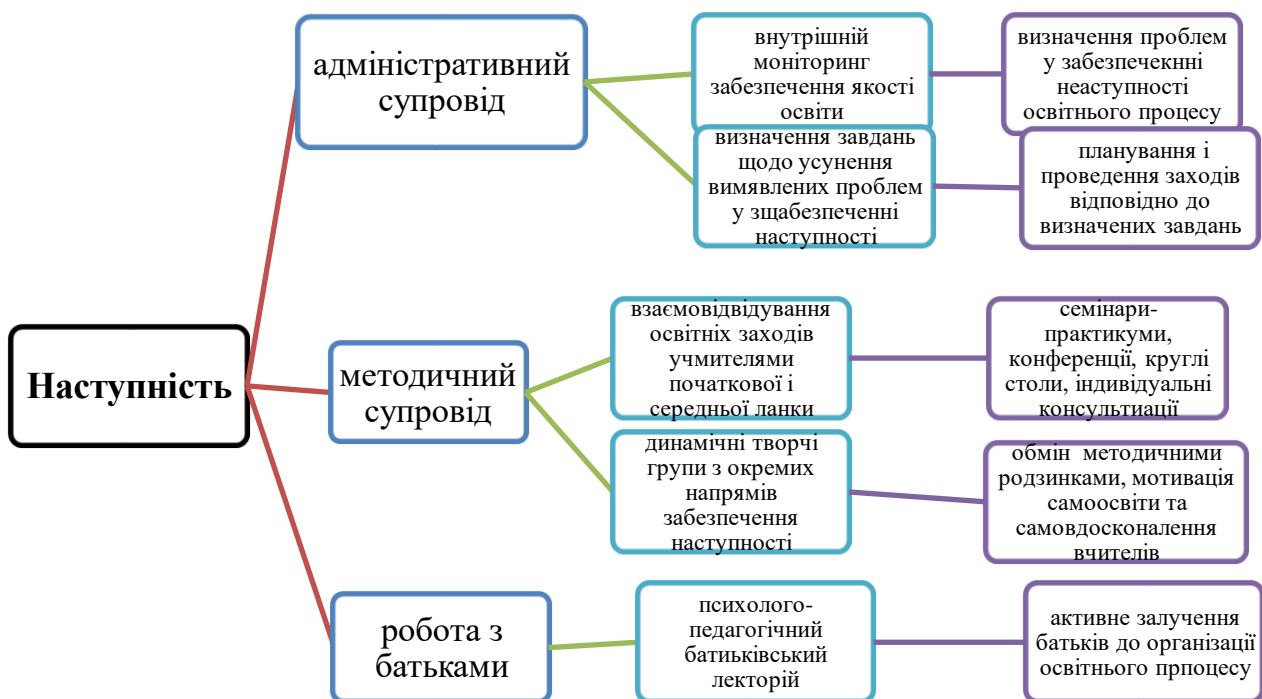 Наступність
адміністративний
супровід
внутрішній
моніторинг
забезпечення якості
освіти
визначення проблем
у забезпечекнні
неаступності
освітнього процесу
визначення завдань
щодо усунення
вимявлених проблем
у зщабезпеченні
наступності
планування і
проведення заходів
відповідно до
визначених завдань
методичний
супровід
взаємовідвідування
освітніх заходів
учмителями
початкової і
середньої ланки
семінари-
практикуми,
конференції, круглі
столи, індивідуальні
консультиації
динамічні творчі
групи з окремих
напрямів
забезпечення
наступності
обмін методичними
родзинками, мотивація
самоосвіти та
самовдосконалення
вчителів
робота з
батьками
психолого-
педагогічний
батиьківський
лекторій
активне залучення
батьків до організації
освітнього прпоцесу